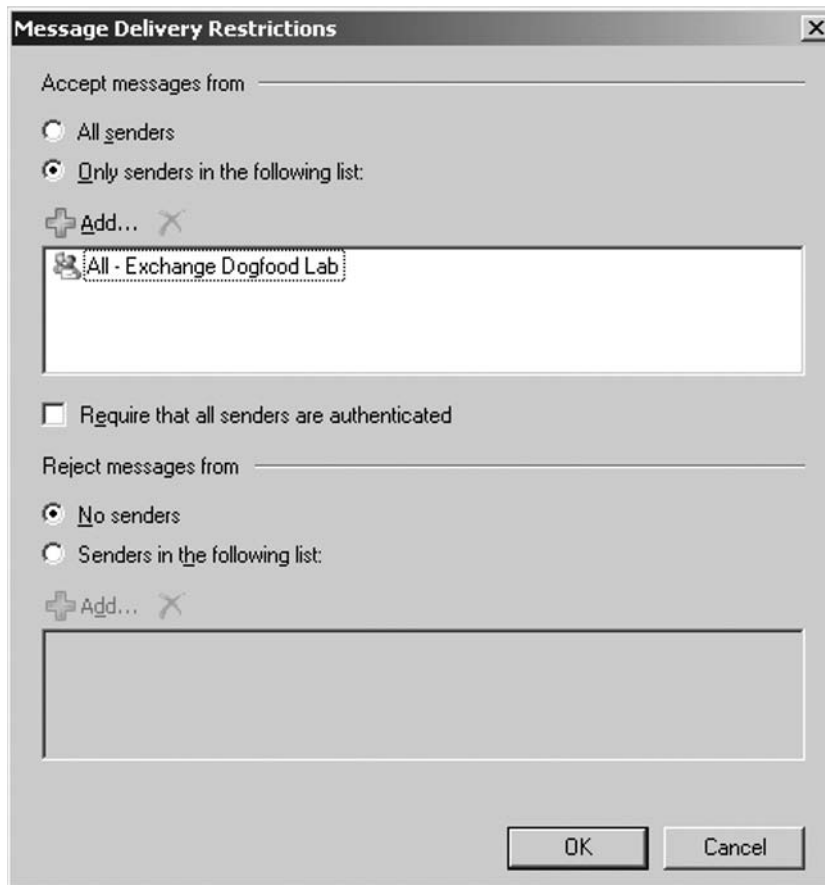 Message Delivery Restrictions
Accept messages from
All senders
Only senders in the following list:
Add...
All - Exchange Dogfood Lab
Require that all senders are authenticated
Reject messages from
No senders
Senders in the following list:
Add...
OK Cancel